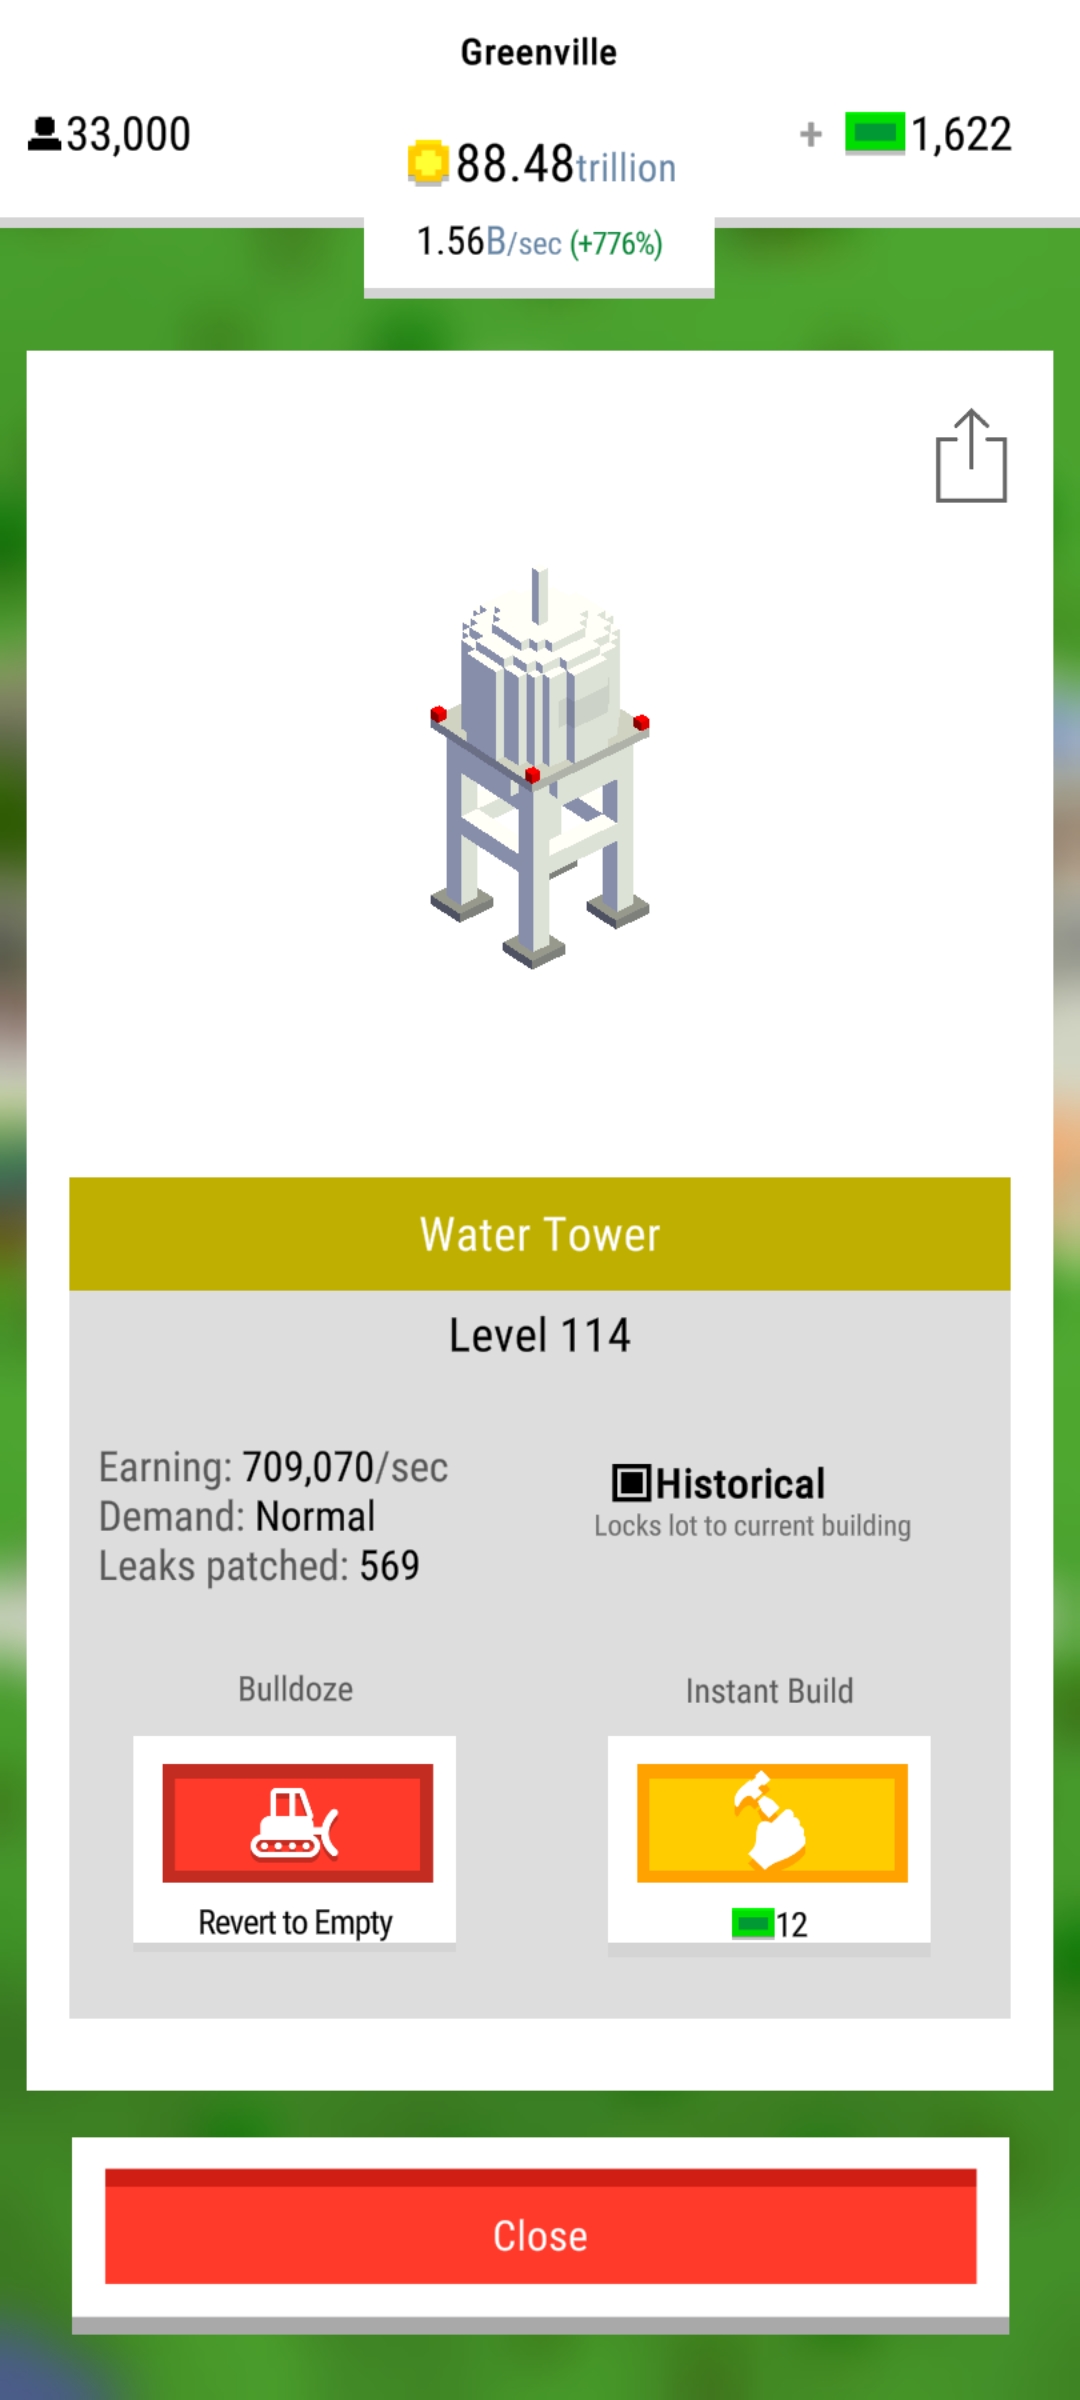 Greenville
33,000
88.48trillion
+ 1,622
1.56B/sec (+776%)
Water Tower
Level 114
Earning: 709,070/sec
Demand: Normal
Leaks patched: 569
Historical
Locks lot to current building
Bulldoze
Revert to Empty
Instant Build
12
Close